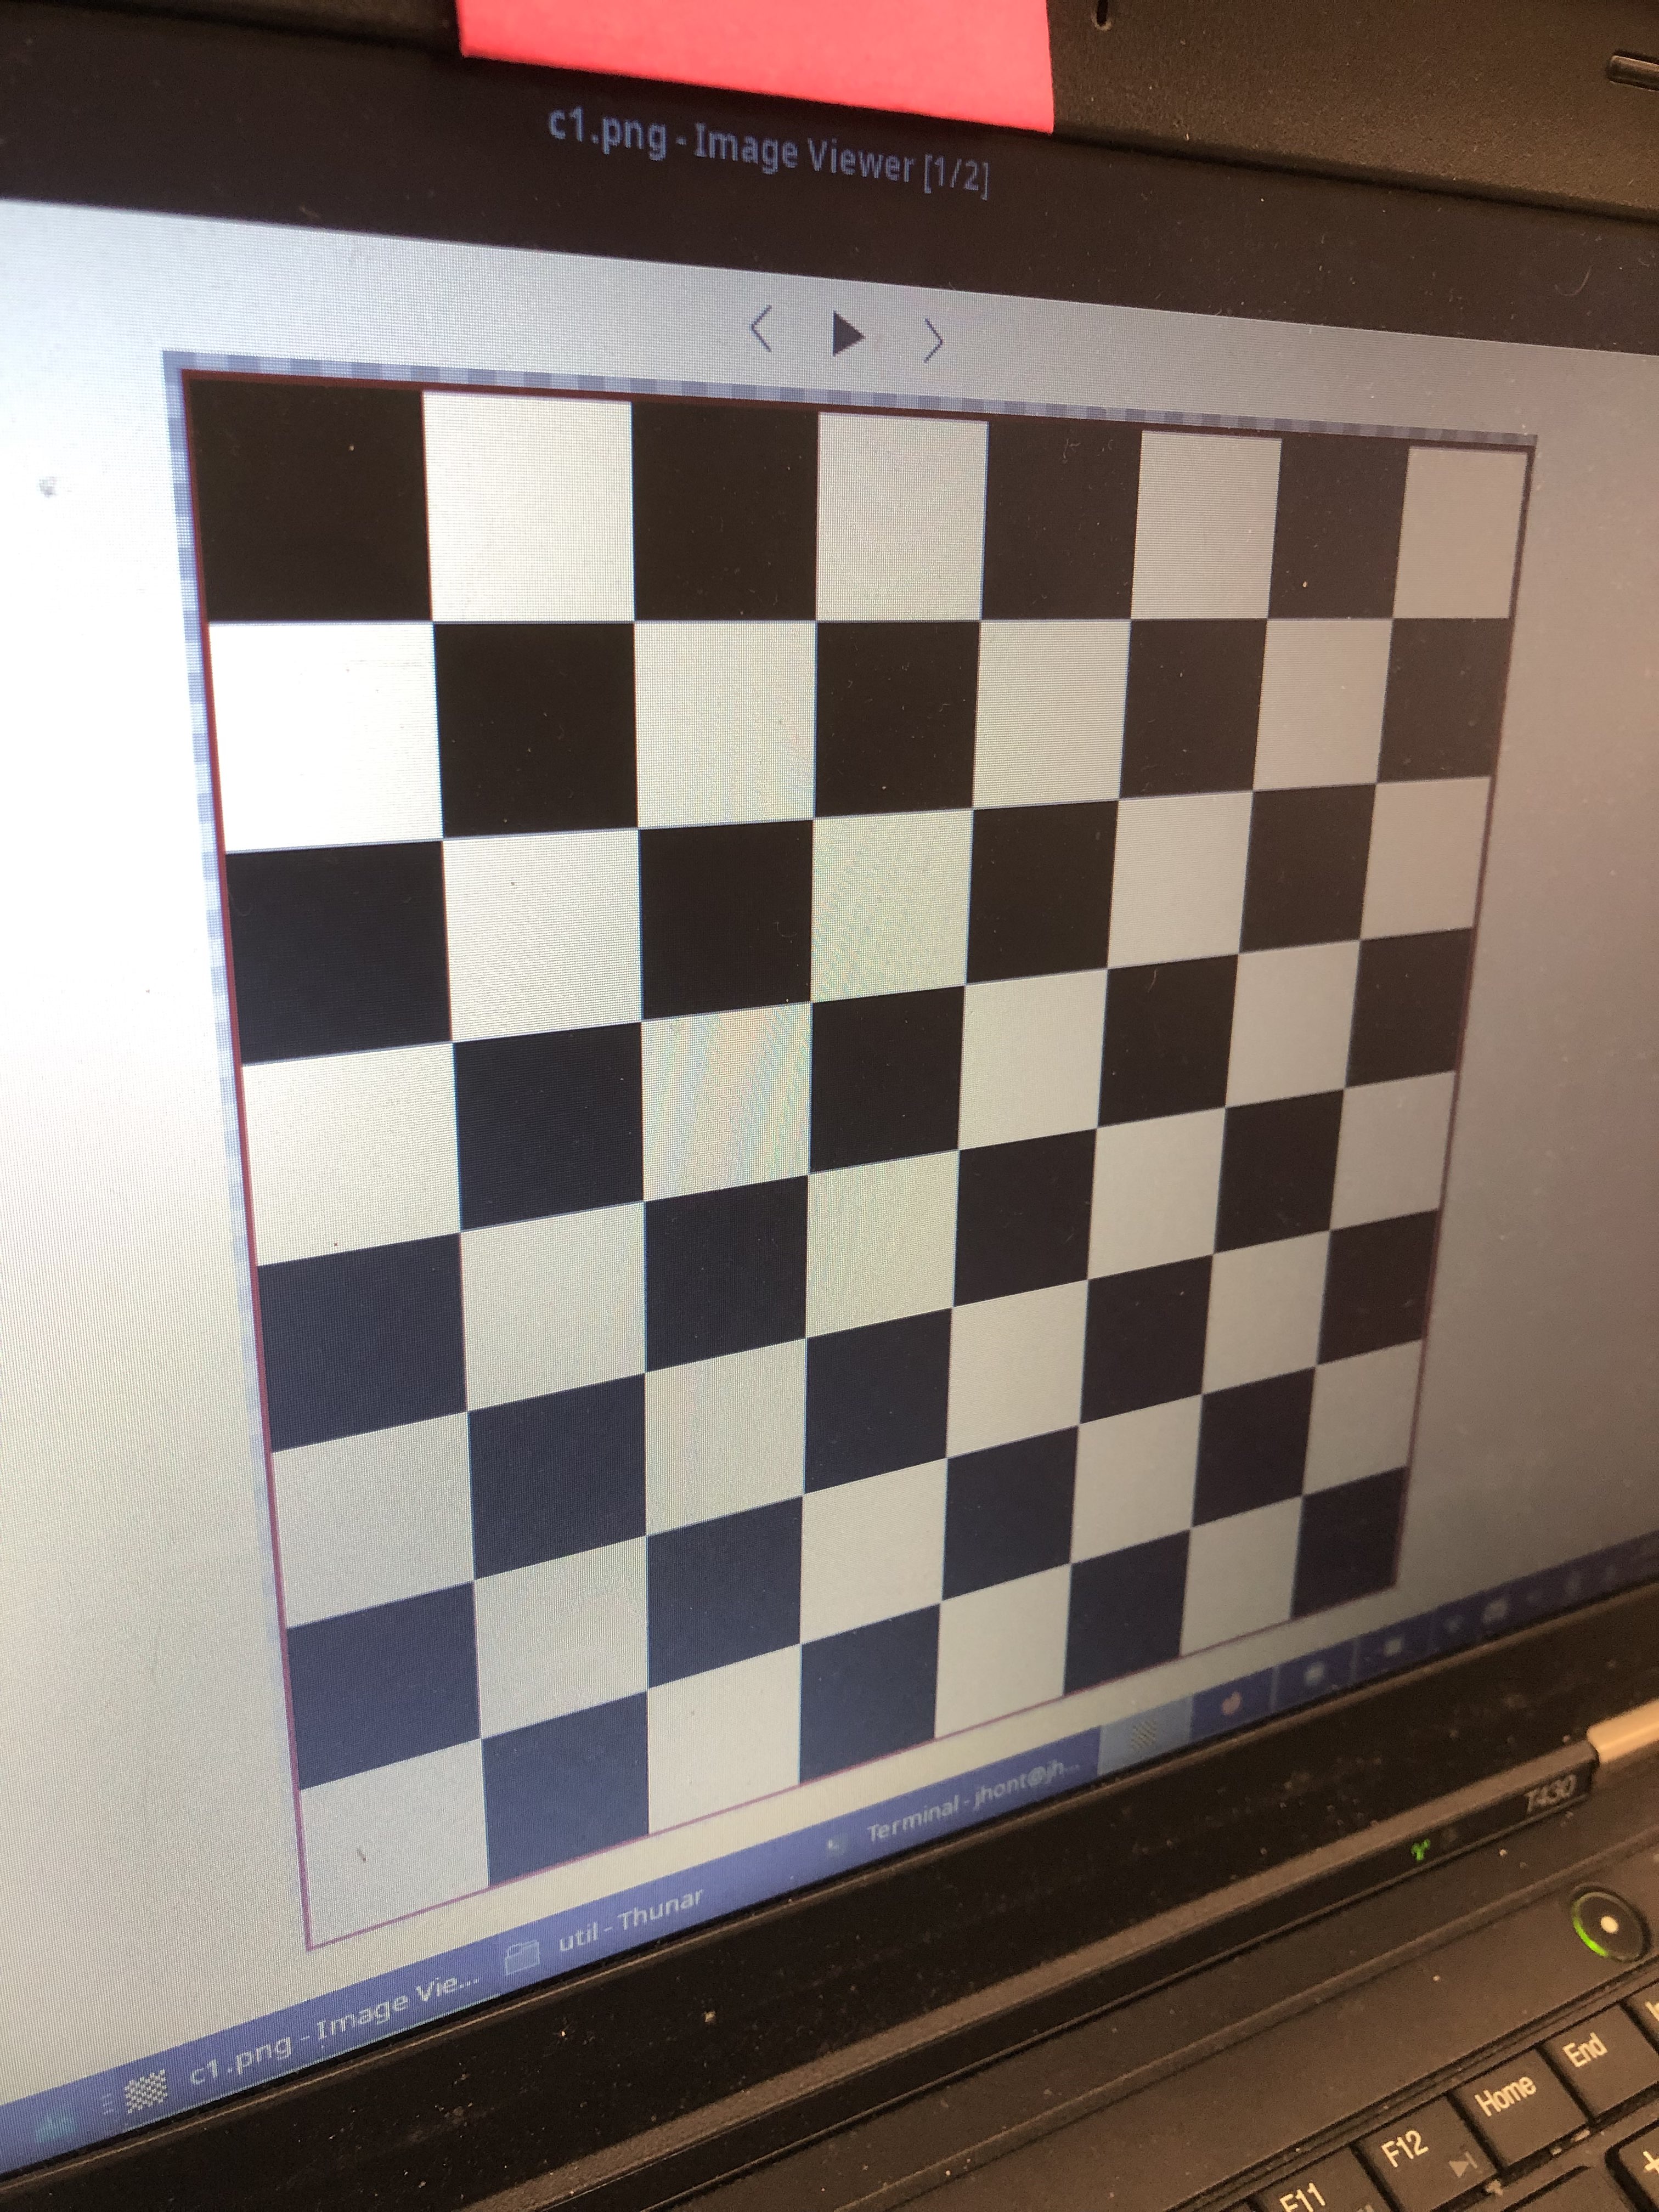 c1.png - Image Viewer [1/2]
Terminal - jhont@jh...
util - Thunar
c1.png - Image Vie...
T430
End
Home
F12
F11